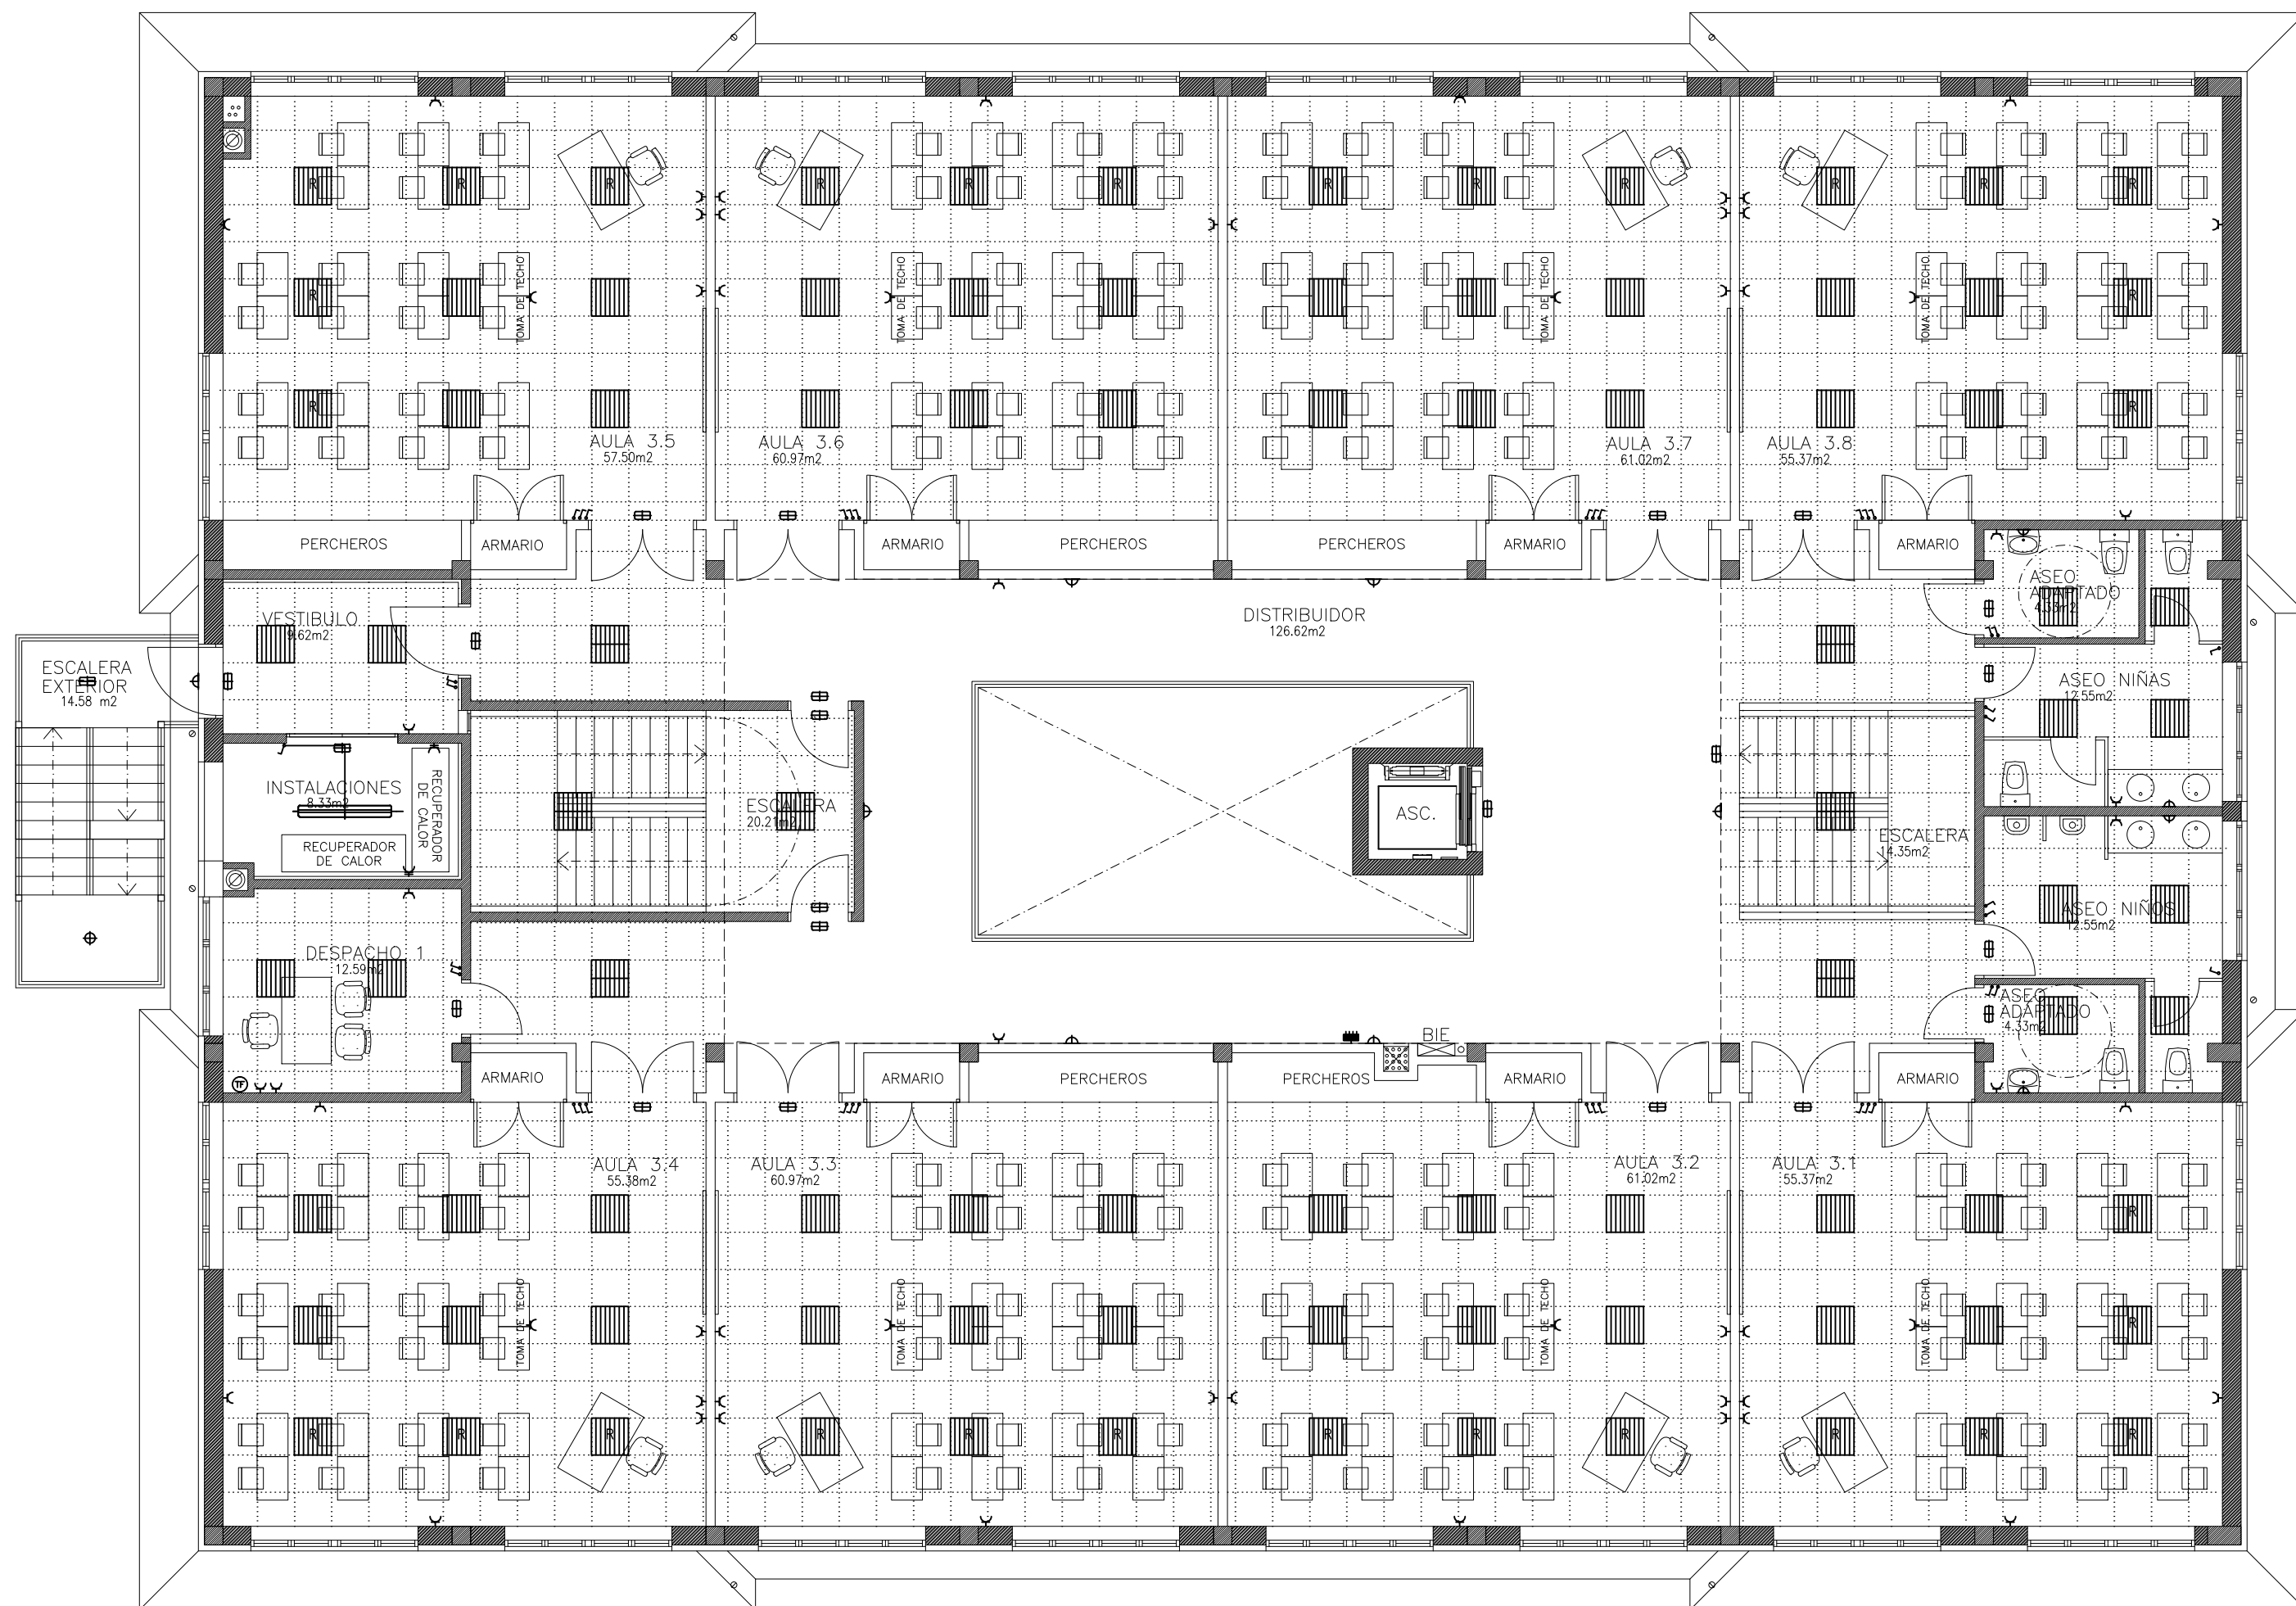 R
R
R
R
R
R
R
R
R
R
R
R
TOMA DE TECHO
TOMA DE TECHO
TOMA DE TECHO
TOMA DE TECHO
R
R
R
R
AULA 3.5
57.50m2
AULA 3.6
60.97m2
AULA 3.7
61.02m2
AULA 3.8
55.37m2
PERCHEROS
ARMARIO
ARMARIO
PERCHEROS
PERCHEROS
ARMARIO
ARMARIO
VESTIBULO
9.62m2
DISTRIBUIDOR
126.62m2
ASEO
ADAPTADO
4.33m2
ESCALERA
EXTERIOR
14.58 m2
ASEO NIÑAS
12.55m2
INSTALACIONES
8.33m2
RECUPERADOR
DE CALOR
RECUPERADOR
DE CALOR
ESCALERA
20.21m2
ASC.
ESCALERA
14.35m2
ASEO NIÑOS
12.55m2
DESPACHO 1
12.59m2
ASEO
ADAPTADO
4.33m2
BIE
TF
ARMARIO
ARMARIO
PERCHEROS
PERCHEROS
ARMARIO
ARMARIO
AULA 3.4
55.38m2
AULA 3.3
60.97m2
AULA 3.2
61.02m2
AULA 3.1
55.37m2
R
TOMA DE TECHO
TOMA DE TECHO
TOMA DE TECHO
TOMA DE TECHO
R
R
R
R
R
R
R
R
R
R
R
R
R